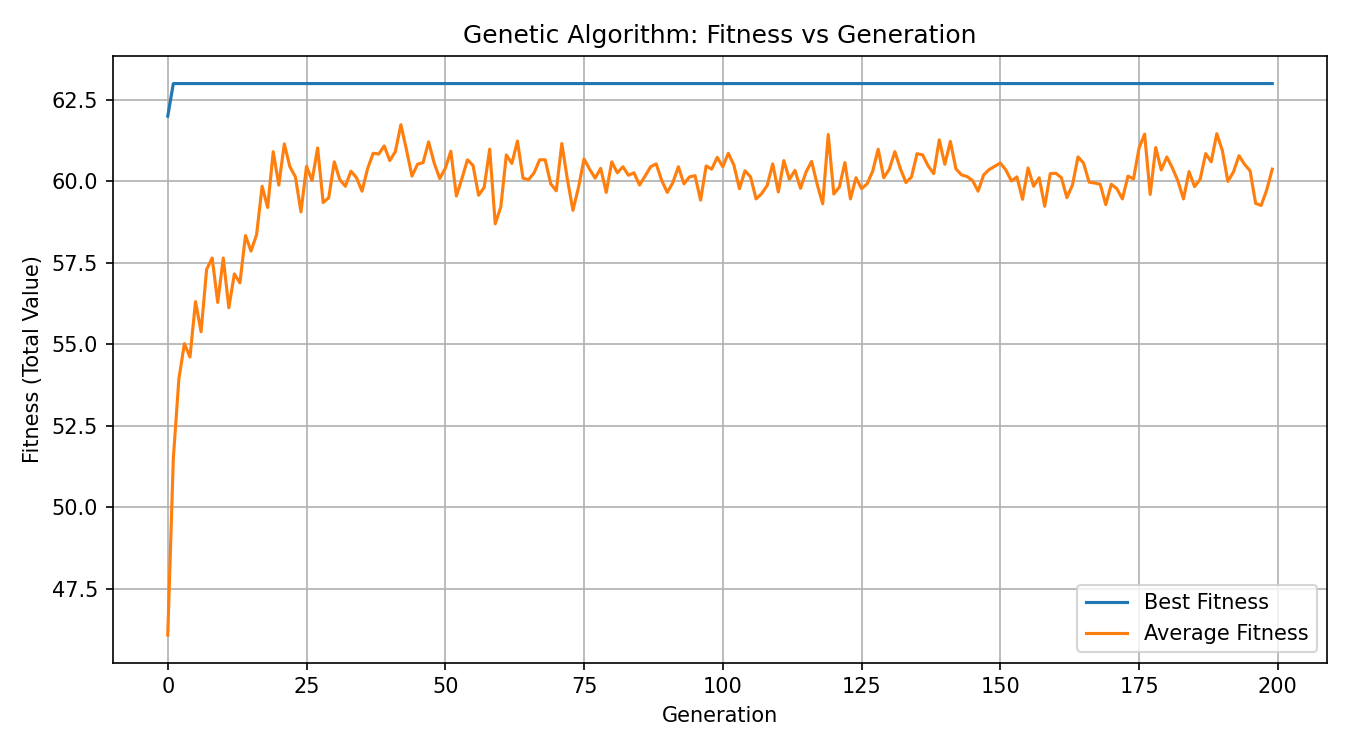 Genetic Algorithm: Fitness vs Generation
Fitness (Total Value)
62.5
60.0
57.5
55.0
52.5
50.0
47.5
Best Fitness
Average Fitness
0 25 50 75 100 125 150 175 200
Generation